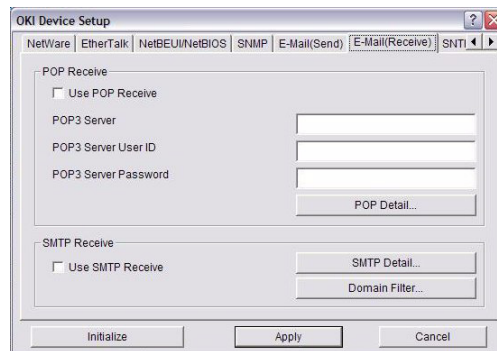 OKI Device Setup
NetWare EtherTalk NetBEUI/NetBIOS SNMP E-Mail(Send) E-Mail(Receive)
POP Receive
Use POP Receive
POP3 Server
POP3 Server User ID
POP3 Server Password
POP Detail...
SMTP Receive
Use SMTP Receive
SMTP Detail...
Domain Filter...
Initialize Apply Cancel